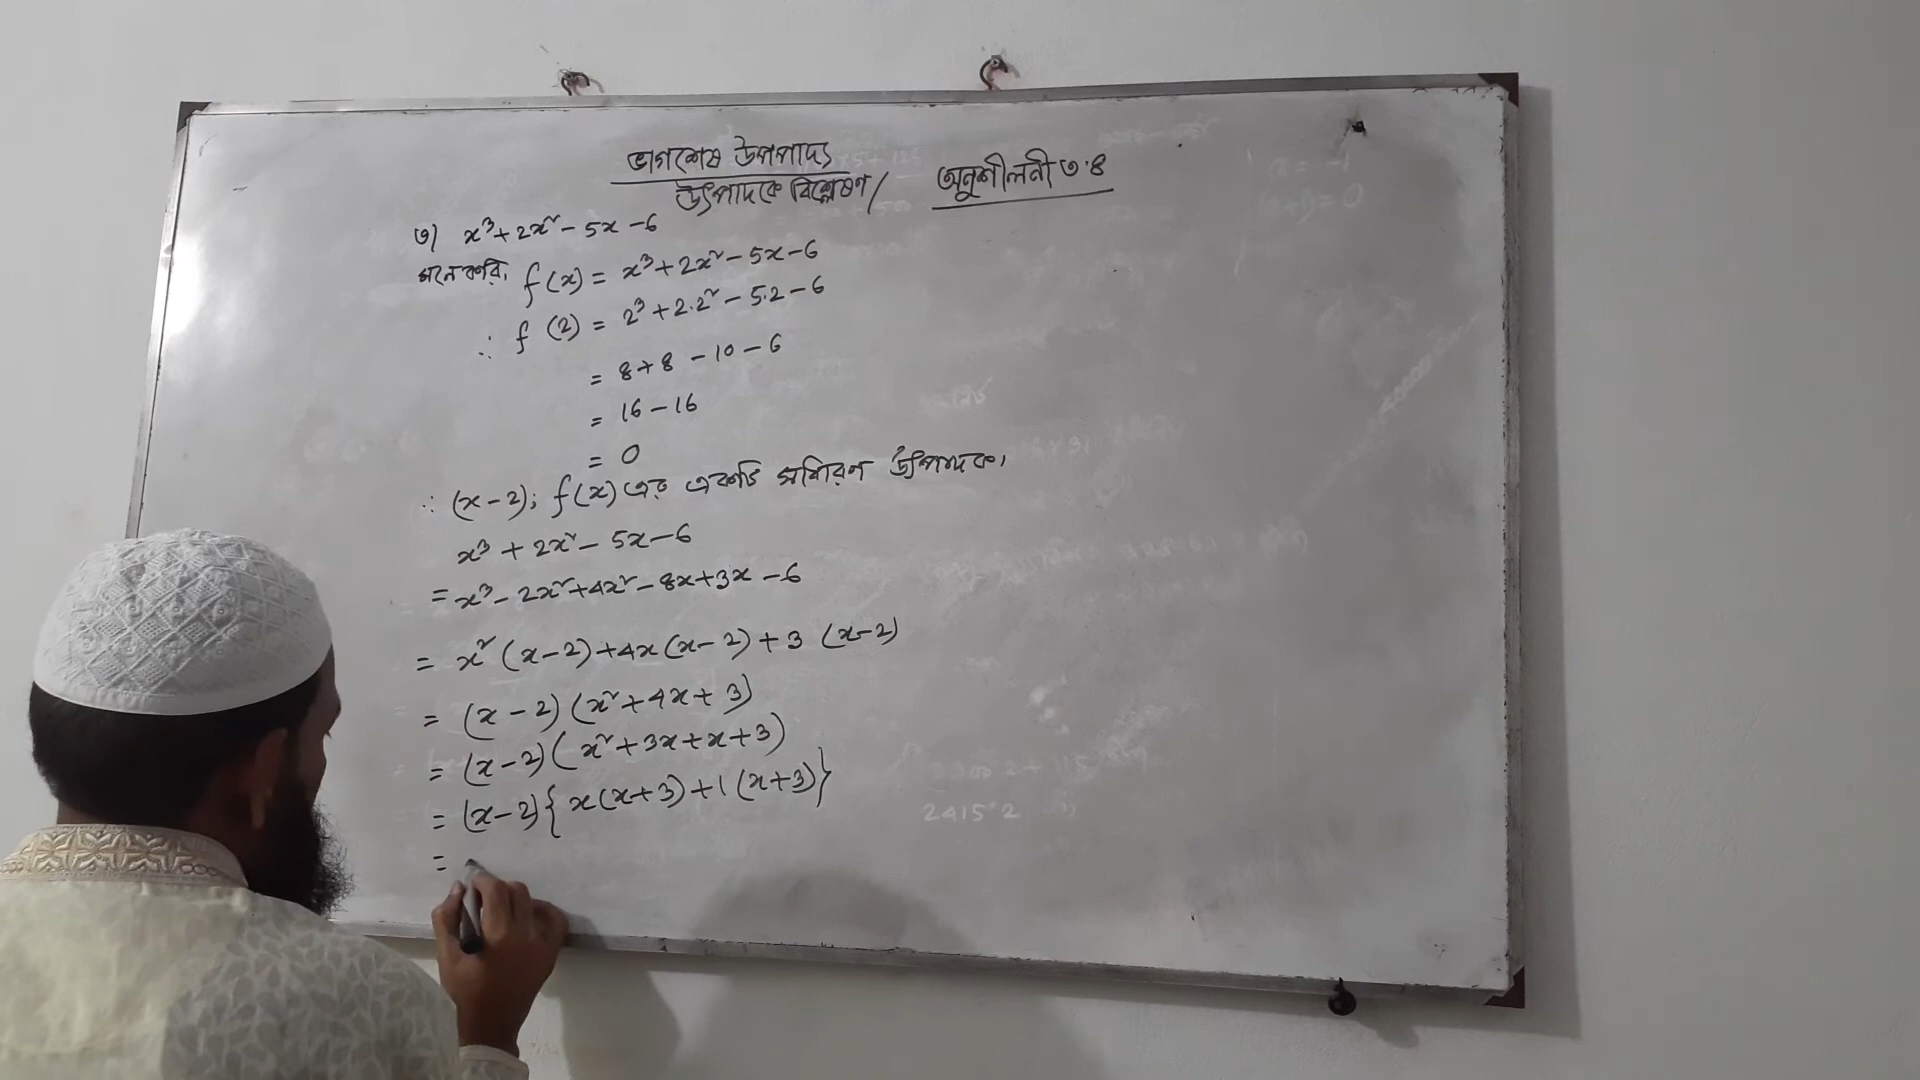 ভাগশেষ উপপাদ্য
উৎপাদকে বিশ্লেষণ/ অনুশীলনী ৩.৪
৩) x³+2x²-5x-6
মনেকরি, f(x) = x³+2x²-5x-6
∴ f(2) = 2³+2.2²-5.2-6
= 8+8-10-6
= 16-16
= 0
∴ (x-2); f(x) এর একটি সাধারণ উৎপাদক।
x³+2x²-5x-6
= x³-2x²+4x²-8x+3x-6
= x²(x-2)+4x(x-2)+3(x-2)
= (x-2)(x²+4x+3)
= (x-2)(x²+3x+x+3)
= (x-2){x(x+3)+1(x+3)}
=